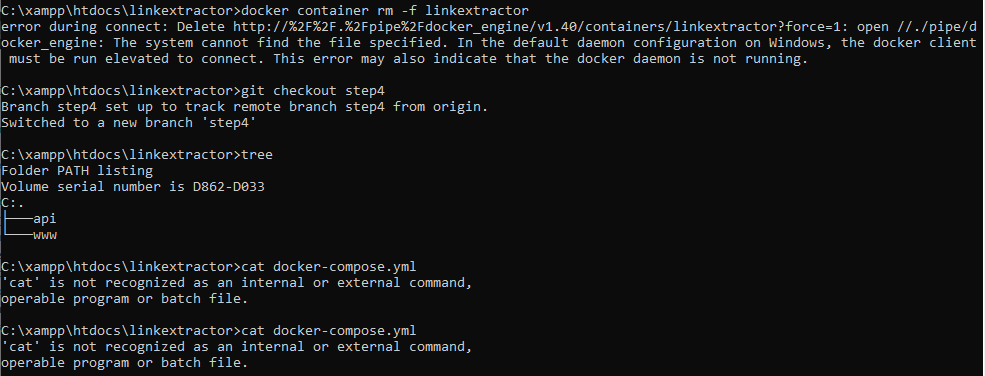 C:\xampp\htdocs\linkextractor>docker container rm -f linkextractor
error during connect: Delete http://%2F%2F.%2Fpipe%2Fdocker_engine/v1.40/containers/linkextractor?force=1: open //./pipe/d
ocker_engine: The system cannot find the file specified. In the default daemon configuration on Windows, the docker client
 must be run elevated to connect. This error may also indicate that the docker daemon is not running.
C:\xampp\htdocs\linkextractor>git checkout step4
Branch step4 set up to track remote branch step4 from origin.
Switched to a new branch 'step4'
C:\xampp\htdocs\linkextractor>tree
Folder PATH listing
Volume serial number is D862-D033
C:.
├───api
└───www
C:\xampp\htdocs\linkextractor>cat docker-compose.yml
'cat' is not recognized as an internal or external command,
operable program or batch file.
C:\xampp\htdocs\linkextractor>cat docker-compose.yml
'cat' is not recognized as an internal or external command,
operable program or batch file.